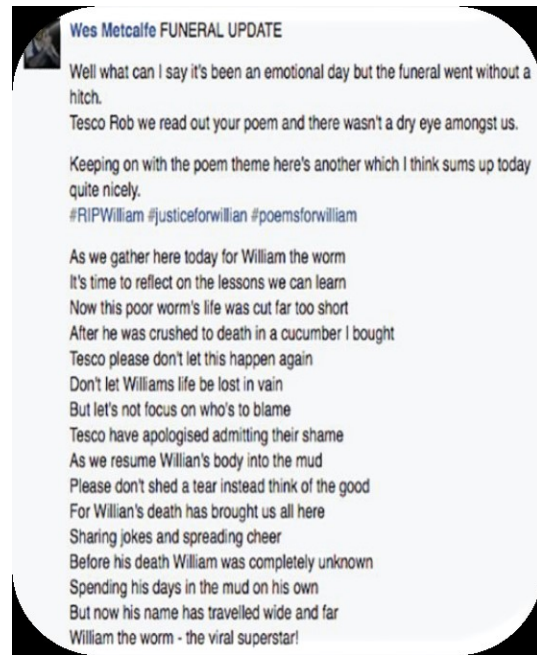 Wes Metcalfe FUNERAL UPDATE
Well what can I say it's been an emotional day but the funeral went without a
hitch.
Tesco Rob we read out your poem and there wasn't a dry eye amongst us.
Keeping on with the poem theme here's another which I think sums up today
quite nicely.
#RIPWilliam #justiceforwillian #poemsforwilliam
As we gather here today for William the worm
It's time to reflect on the lessons we can learn
Now this poor worm's life was cut far too short
After he was crushed to death in a cucumber I bought
Tesco please don't let this happen again
Don't let Williams life be lost in vain
But let's not focus on who's to blame
Tesco have apologised admitting their shame
As we resume Willian's body into the mud
Please don't shed a tear instead think of the good
For Willian's death has brought us all here
Sharing jokes and spreading cheer
Before his death William was completely unknown
Spending his days in the mud on his own
But now his name has travelled wide and far
William the worm - the viral superstar!